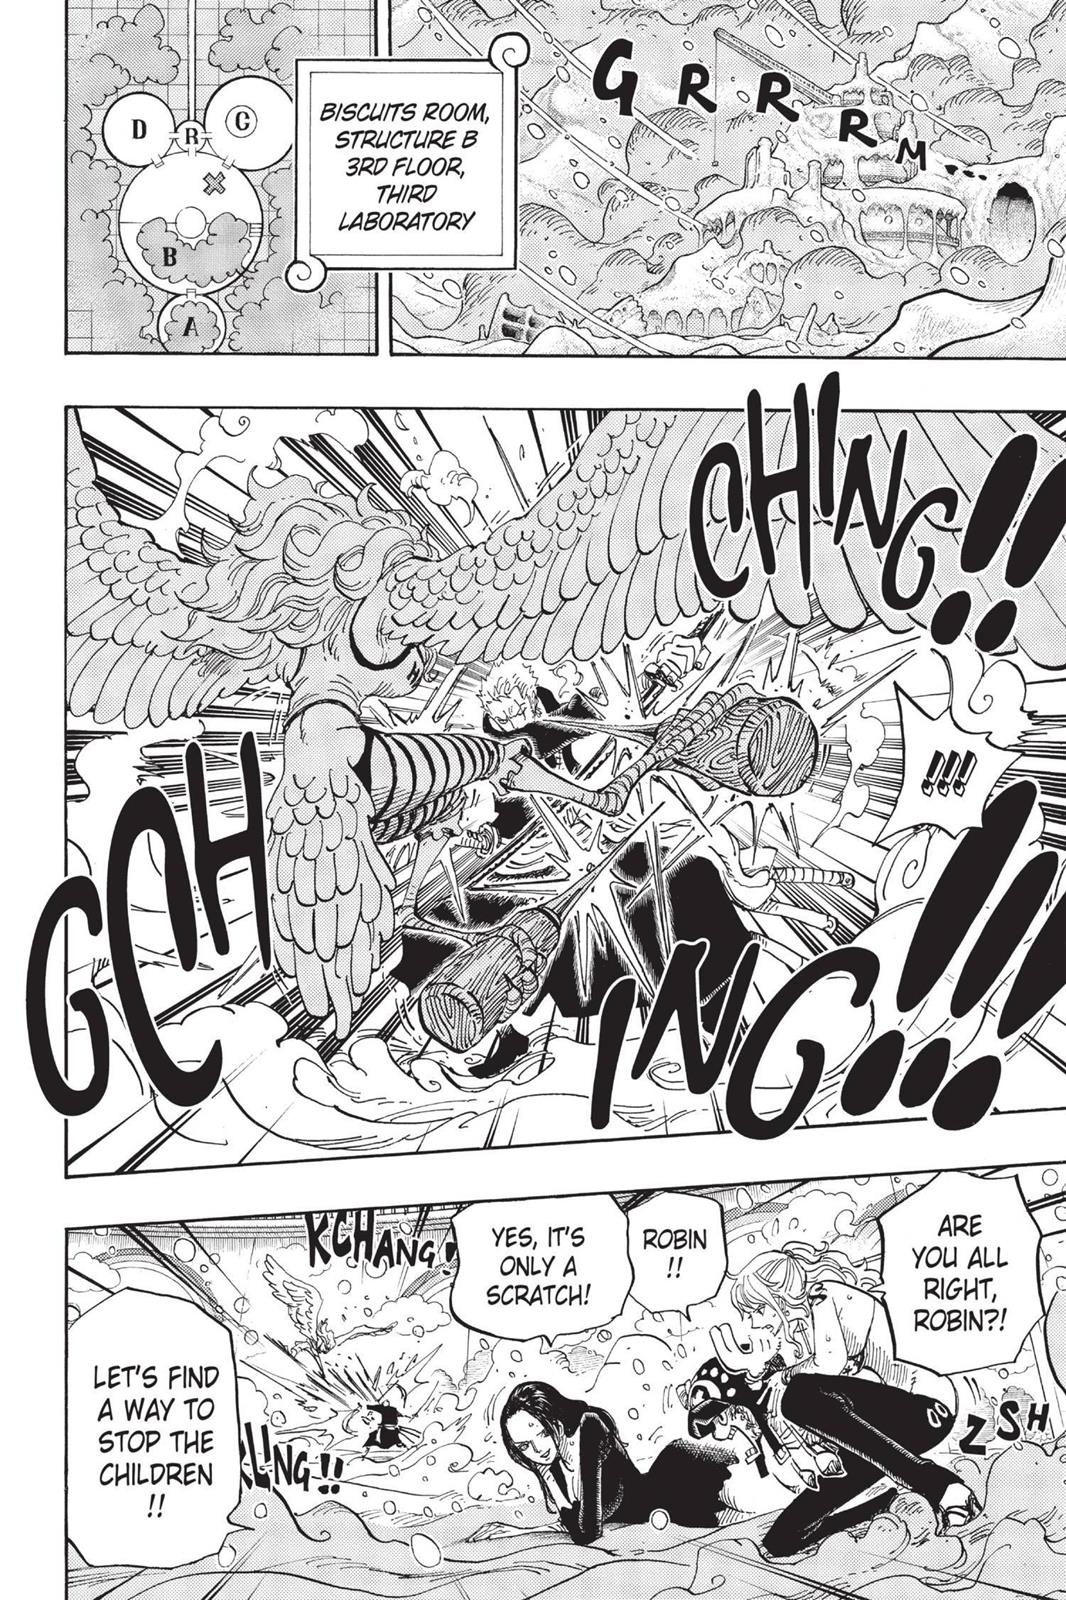 GRRRRM
BISCUITS ROOM,
STRUCTURE B
3RD FLOOR,
THIRD
LABORATORY
D
R
C
B
A
CHING!!
!!!
GCH
ING!!!
ARE
YOU ALL
RIGHT,
ROBIN?!
ZSH
ROBIN
!!
YES, IT'S
ONLY A
SCRATCH!
KCHANG!
LET'S FIND
A WAY TO
STOP THE
CHILDREN
!!